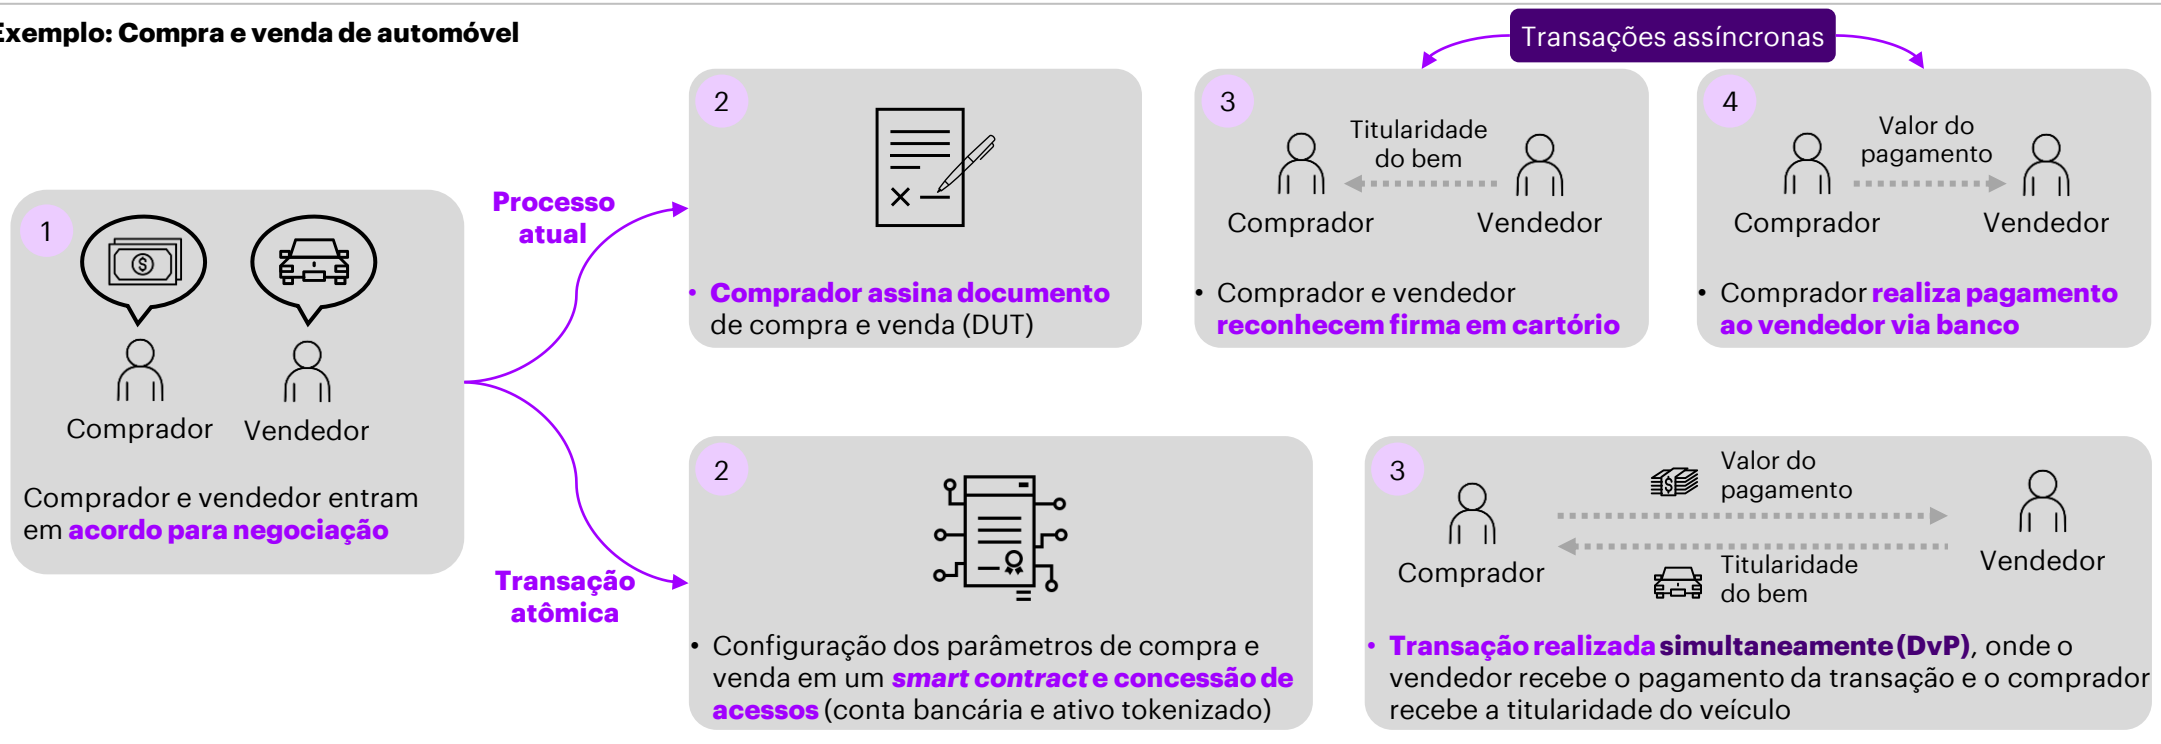 Exemplo: Compra e venda de automóvel
Transações assíncronas
1
Comprador
Vendedor
Comprador e vendedor entram
em acordo para negociação
Processo
atual
2
• Comprador assina documento
de compra e venda (DUT)
3
Titularidade
do bem
Comprador
Vendedor
• Comprador e vendedor
reconhecem firma em cartório
4
Valor do
pagamento
Comprador
Vendedor
• Comprador realiza pagamento
ao vendedor via banco
Transação
atômica
2
• Configuração dos parâmetros de compra e
venda em um smart contract e concessão de
acessos (conta bancária e ativo tokenizado)
3
Valor do
pagamento
Comprador
Vendedor
Titularidade
do bem
• Transação realizada simultaneamente (DvP), onde o
vendedor recebe o pagamento da transação e o comprador
recebe a titularidade do veículo